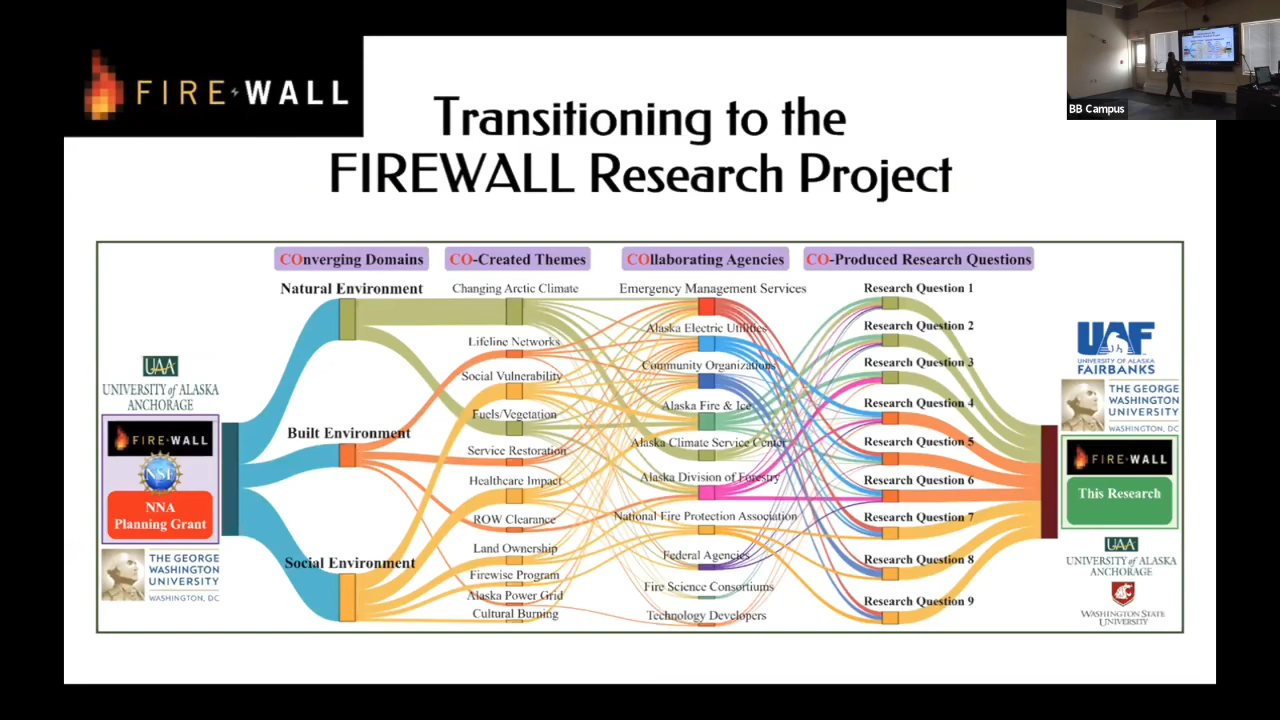 FIRE WALL
BB Campus
Transitioning to the
FIREWALL Research Project
COnverging Domains
CO-Created Themes
COllaborating Agencies
CO-Produced Research Questions
Natural Environment
Built Environment
Social Environment
Changing Arctic Climate
Lifeline Networks
Social Vulnerability
Fuels/Vegetation
Service Restoration
Healthcare Impact
ROW Clearance
Land Ownership
Firewise Program
Alaska Power Grid
Cultural Burning
Emergency Management Services
Alaska Electric Utilities
Community Organizations
Alaska Fire & Ice
Alaska Climate Service Center
Alaska Division of Forestry
National Fire Protection Association
Federal Agencies
Fire Science Consortiums
Technology Developers
Research Question 1
Research Question 2
Research Question 3
Research Question 4
Research Question 5
Research Question 6
Research Question 7
Research Question 8
Research Question 9
UAA
UNIVERSITY of ALASKA
ANCHORAGE
FIRE WALL
NSF
NNA
Planning Grant
THE GEORGE
WASHINGTON
UNIVERSITY
WASHINGTON, DC
UAF
UNIVERSITY OF ALASKA
FAIRBANKS
THE GEORGE
WASHINGTON
UNIVERSITY
WASHINGTON, DC
FIRE WALL
This Research
UAA
UNIVERSITY of ALASKA
ANCHORAGE
WASHINGTON STATE
UNIVERSITY